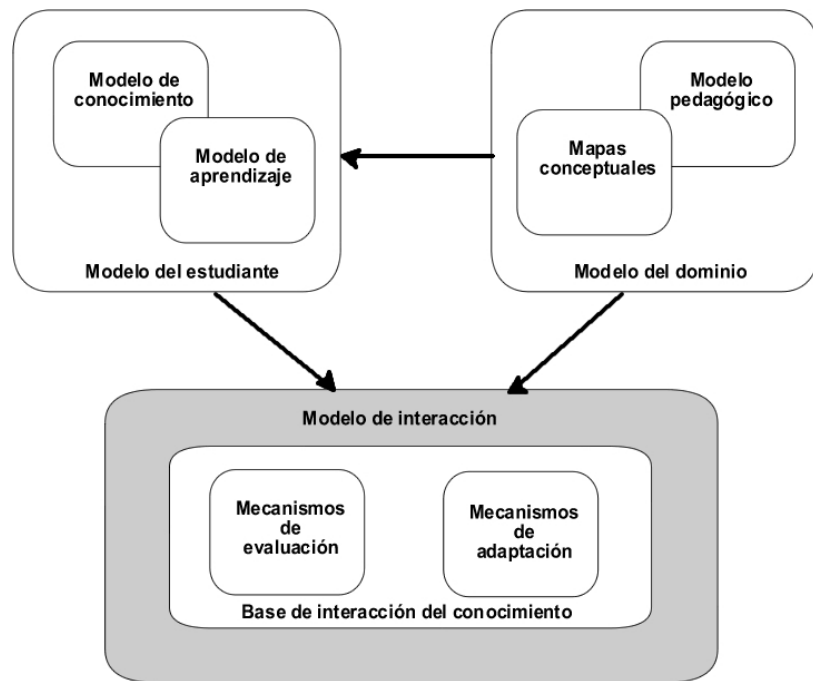 Modelo de
conocimiento
Modelo de
aprendizaje
Modelo del estudiante
Modelo
pedagógico
Mapas
conceptuales
Modelo del dominio
Modelo de interacción
Mecanismos
de
evaluación
Mecanismos
de
adaptación
Base de interacción del conocimiento